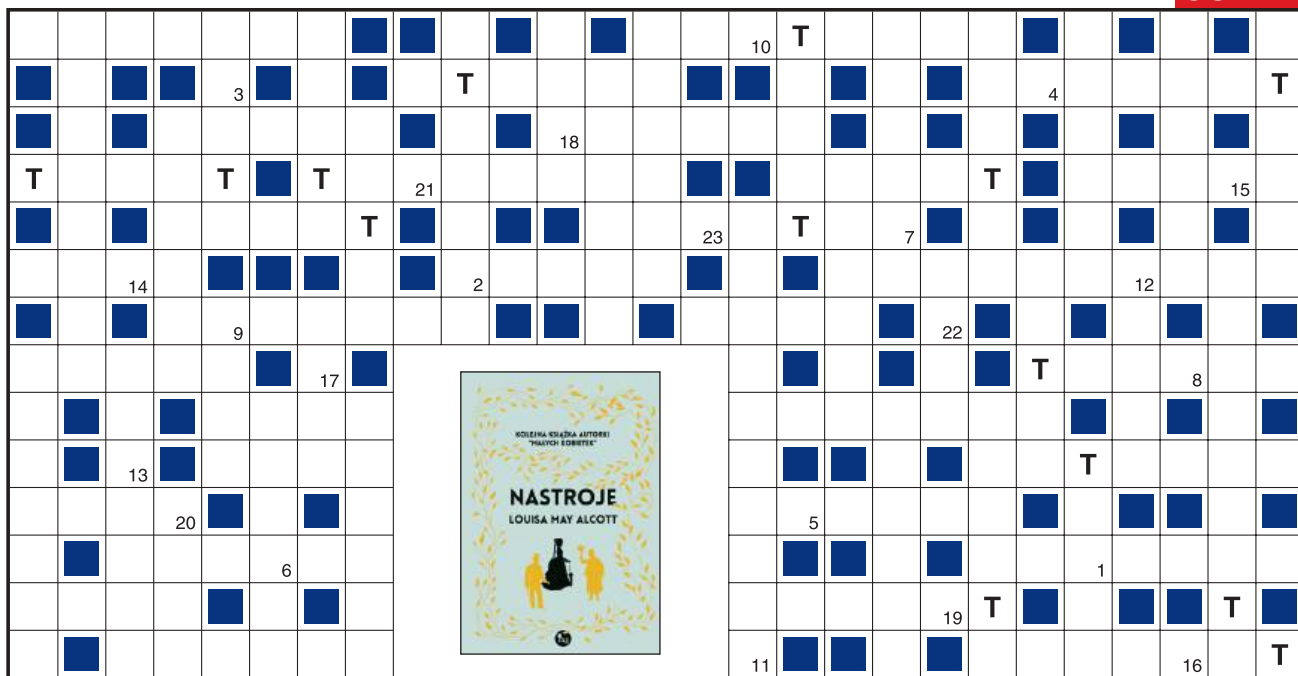 10 T
3 T 4 T
18
T T T 21 T 15
T 23 T 7
14 2 12
9 22
17 T 8
KOLEJNA KSIĄŻKA AUTORKI
"MAŁYCH KOBIETEK"
13 T
NASTROJE
20 5
LOUISA MAY ALCOTT
6 1
19 T T
11 16 T